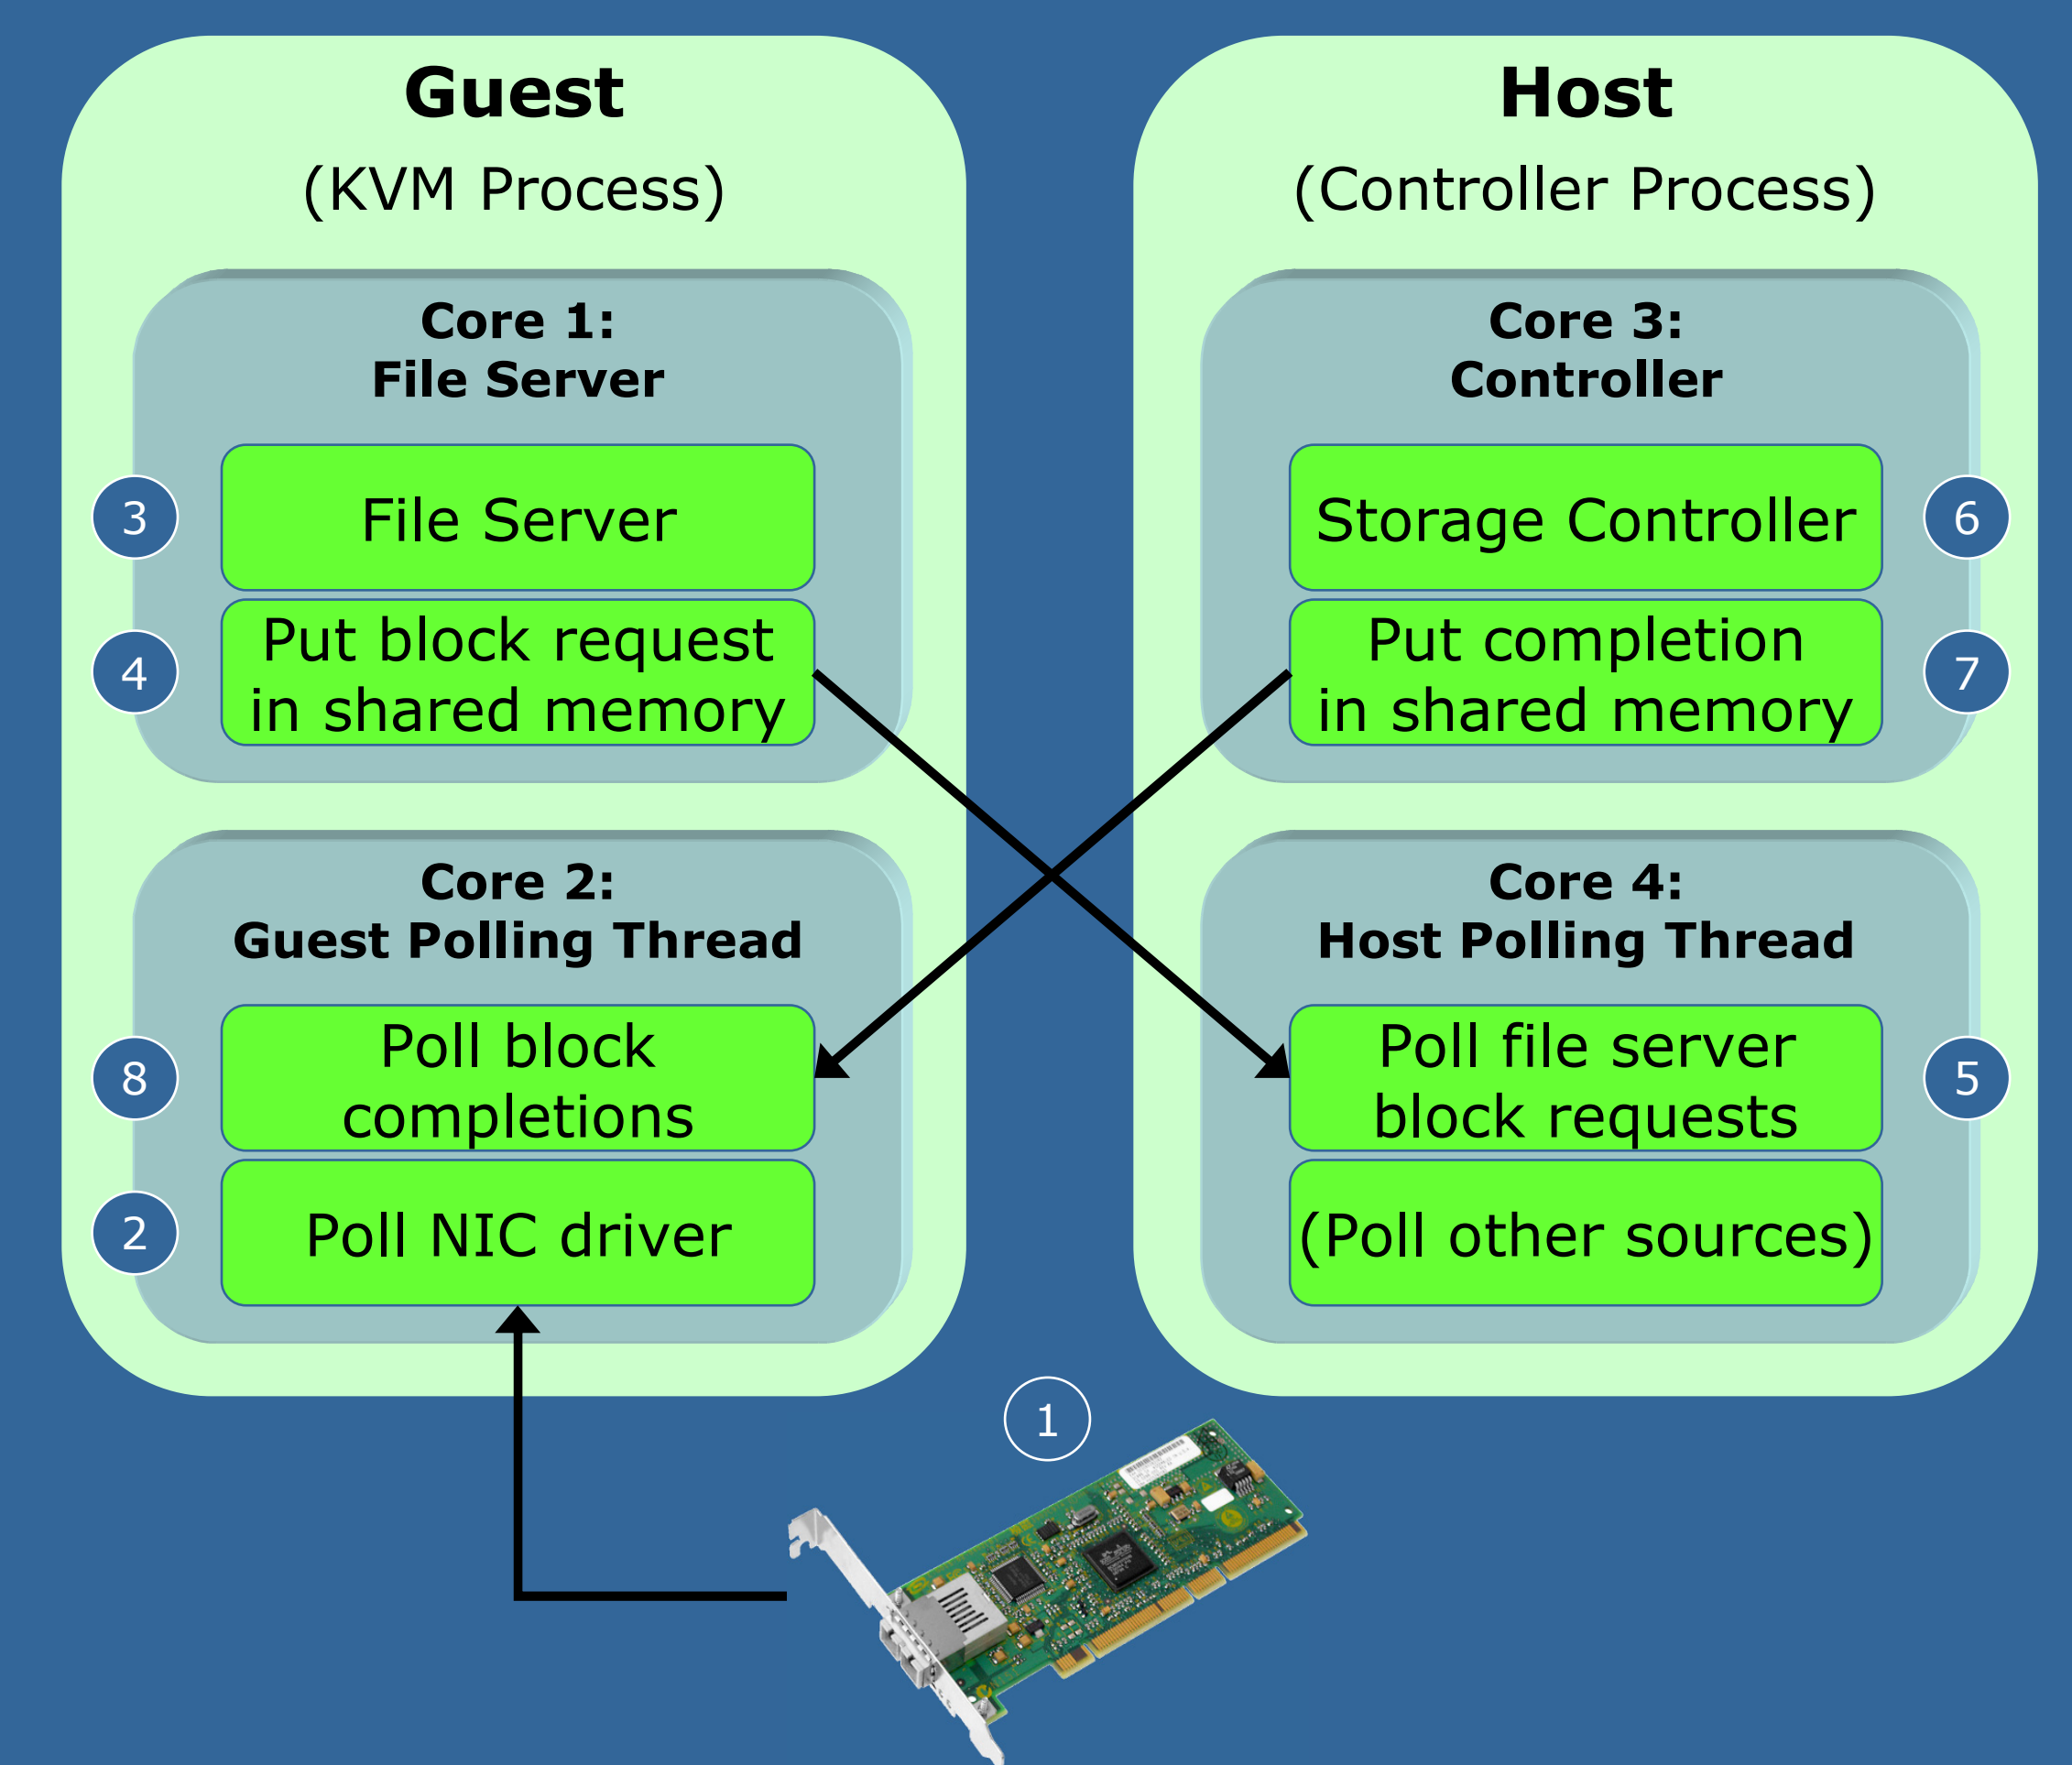 Guest
(KVM Process)
Core 1:
File Server
3
File Server
4
Put block request
in shared memory
Core 2:
Guest Polling Thread
8
Poll block
completions
2
Poll NIC driver
Host
(Controller Process)
Core 3:
Controller
Storage Controller
6
Put completion
in shared memory
7
Core 4:
Host Polling Thread
Poll file server
block requests
5
(Poll other sources)
1